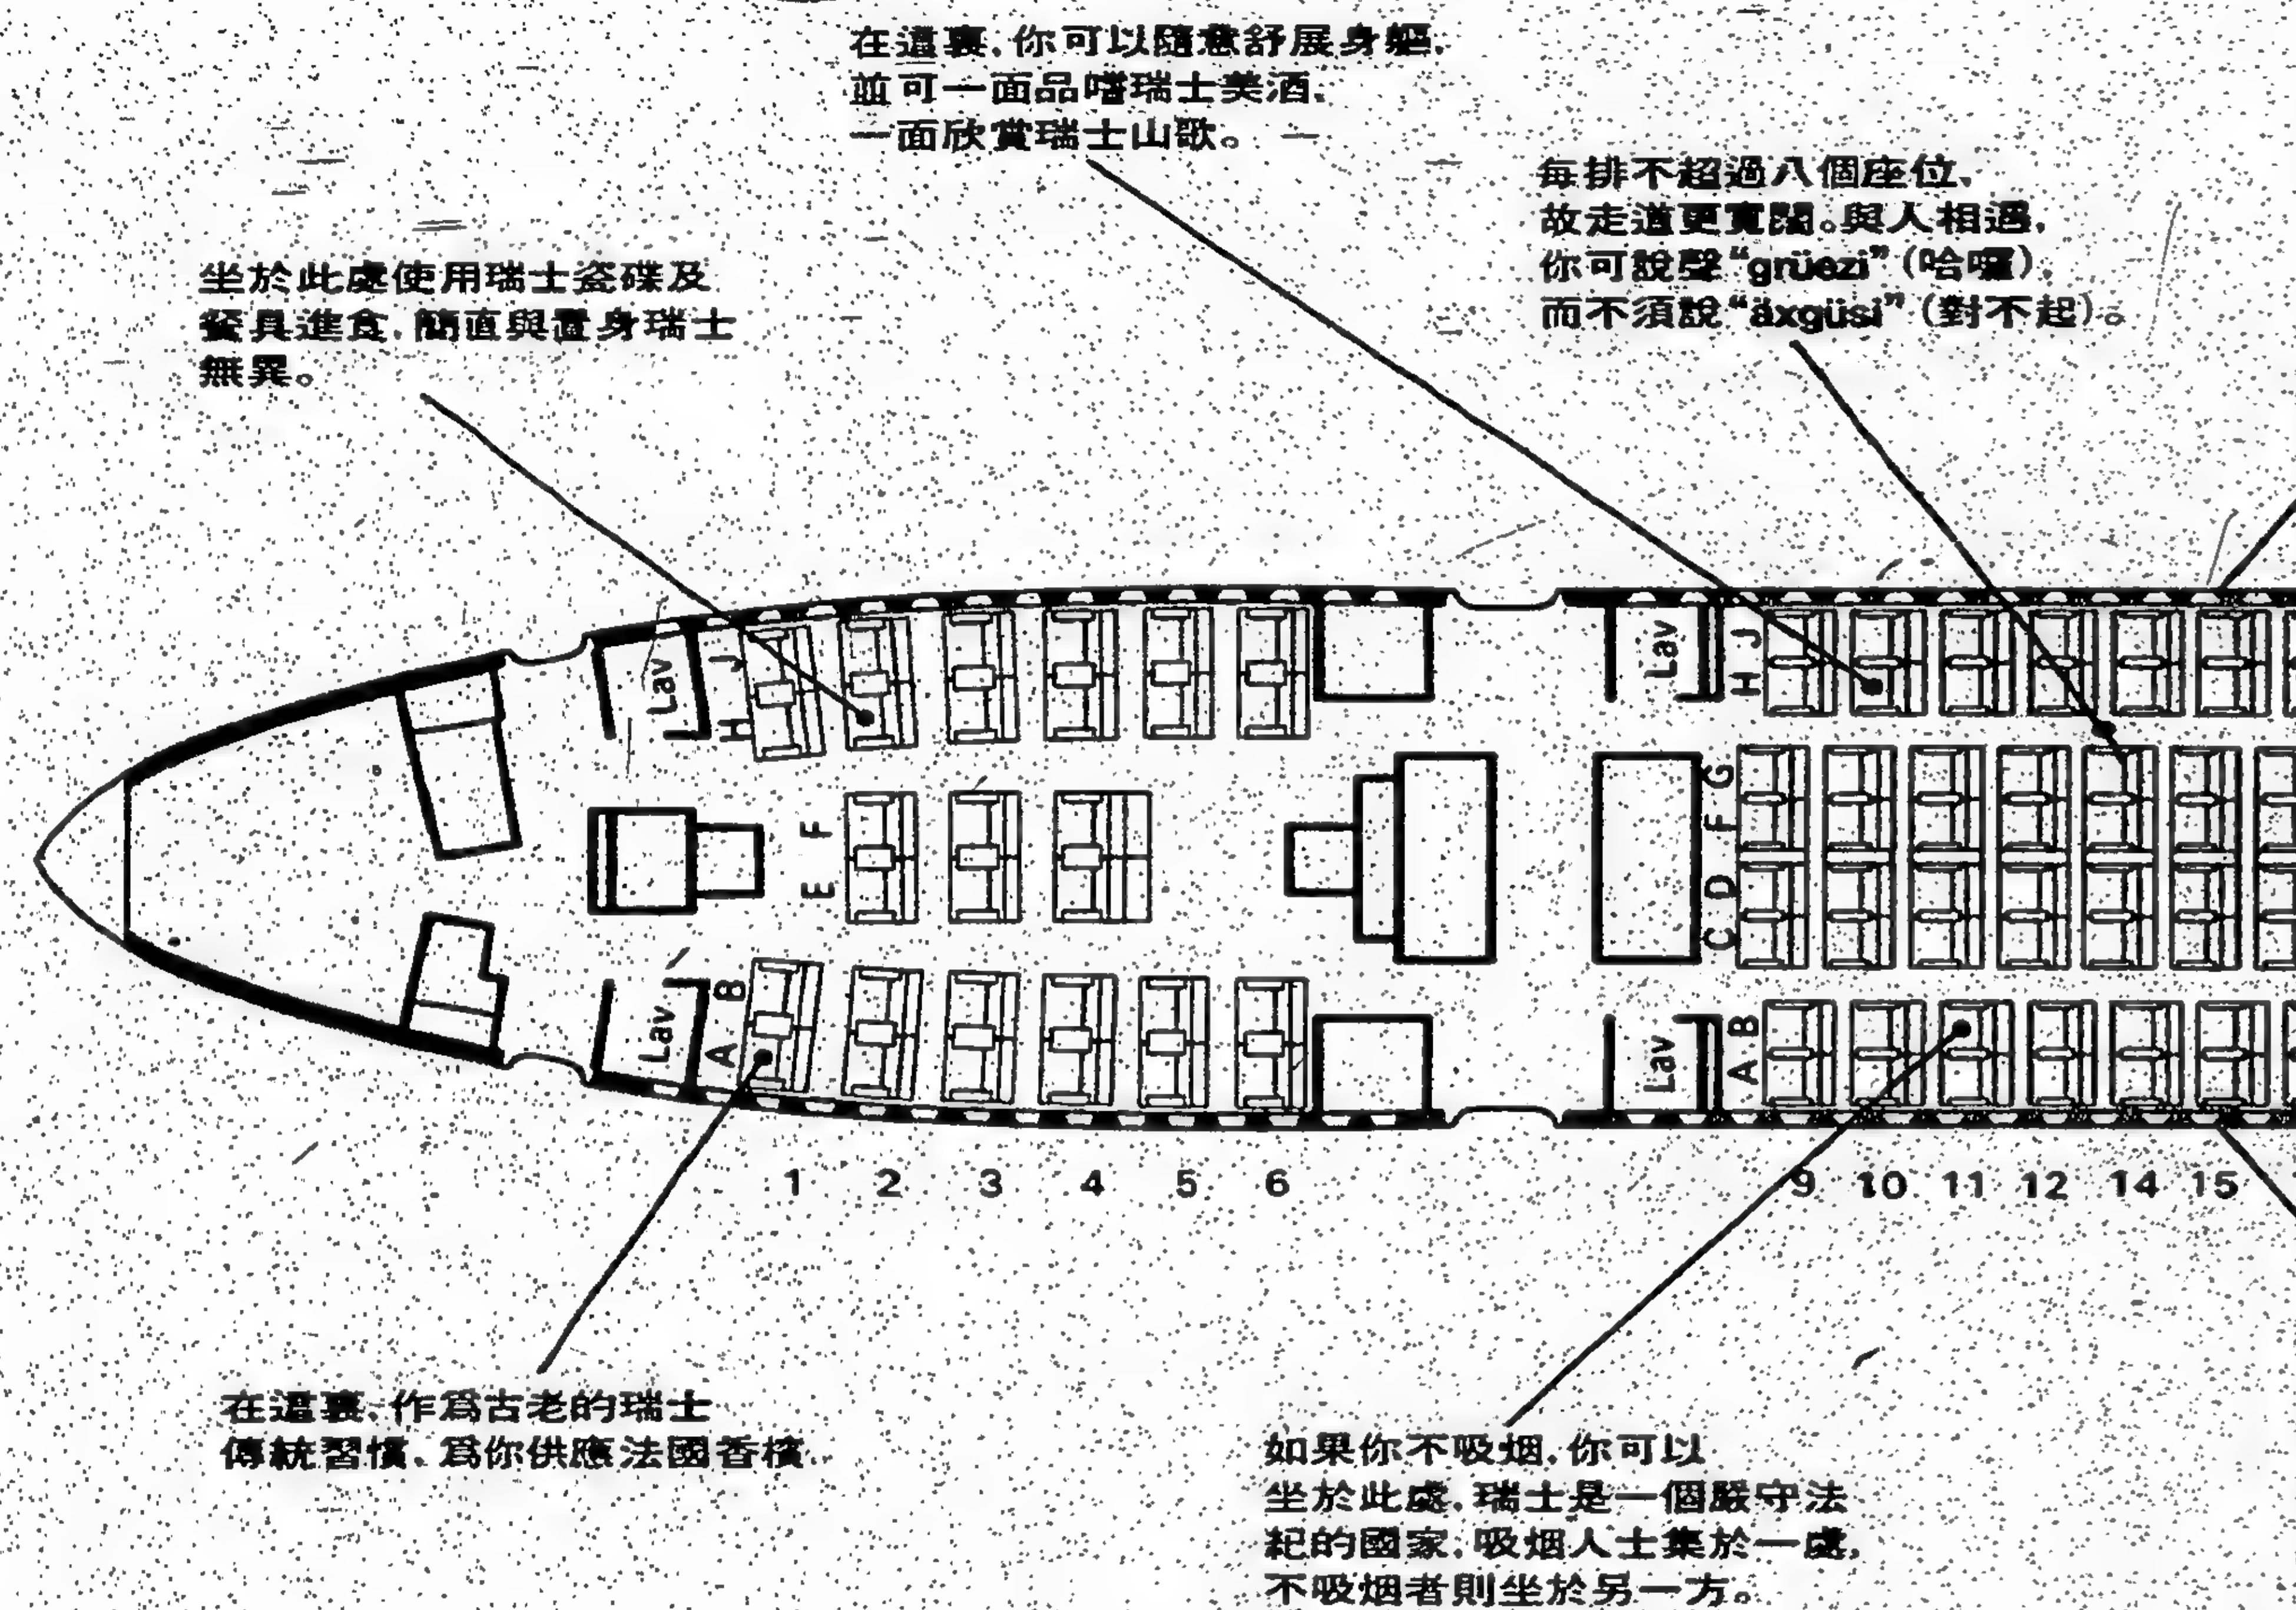 在這裏,你可以隨意舒展身軀,
並可一面品嚐瑞士美酒,
一面欣賞瑞士山歌。
每排不超過八個座位,
故走道更寬闊。與人相遇,
你可說聲“grüezi”(哈囉),
而不須說“äxgüsi”(對不起)。
坐於此處使用瑞士瓷碟及
餐具進食,簡直與置身瑞士
無異。
Lav
H J
Lav
H J
E F
C D F G
Lav
A B
Lav
A B
1 2 3 4 5 6 9 10 11 12 14 15
在這裏,作爲古老的瑞士
傳統習慣,爲你供應法國香檳
如果你不吸烟,你可以
坐於此處,瑞士是一個嚴守法
紀的國家,吸烟人士集於一處,
不吸烟者則坐於另一方。